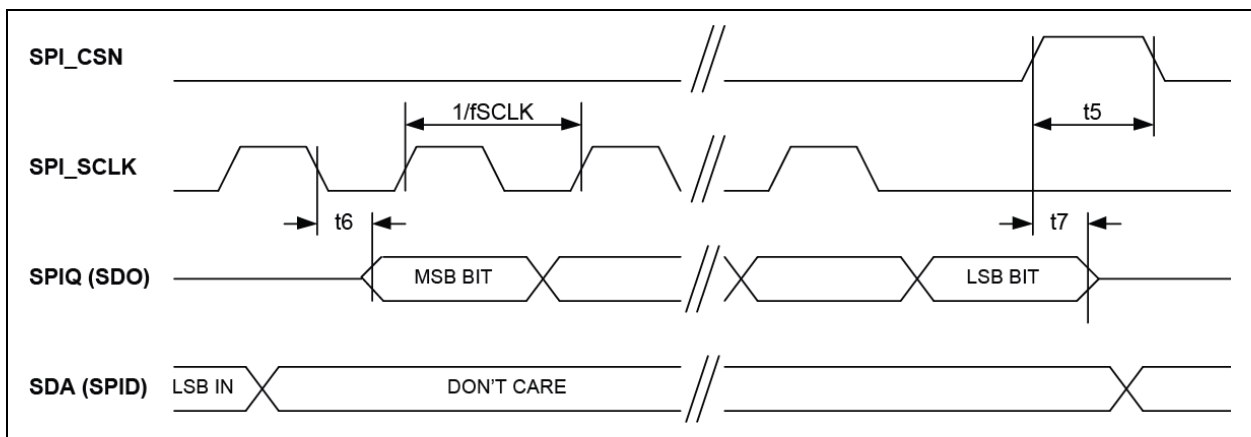 SPI_CSN
1/fSCLK
t5
SPI_SCLK
t6
t7
SPIQ (SDO)
MSB BIT
LSB BIT
SDA (SPID)
LSB IN
DON'T CARE